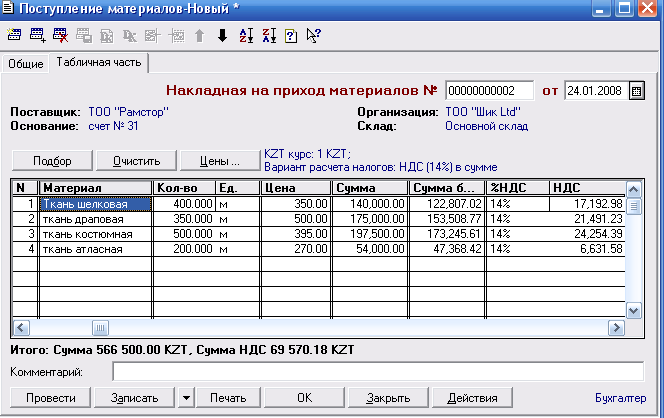 Поступление материалов-Новый *
Общие Табличная часть
Накладная на приход материалов № 00000000002 от 24.01.2008
Поставщик: ТОО "Рамстор" Организация: ТОО "Шик Ltd"
Основание: счет № 31 Склад: Основной склад
Подбор Очистить Цены ... KZT курс: 1 KZT;
Вариант расчета налогов: НДС (14%) в сумме
N Материал Кол-во Ед. Цена Сумма Сумма б... %НДС НДС
1 Ткань шелковая 400.000 м 350.00 140,000.00 122,807.02 14% 17,192.98
2 ткань драповая 350.000 м 500.00 175,000.00 153,508.77 14% 21,491.23
3 ткань костюмная 500.000 м 395.00 197,500.00 173,245.61 14% 24,254.39
4 ткань атласная 200.000 м 270.00 54,000.00 47,368.42 14% 6,631.58
Итого: Сумма 566 500.00 KZT, Сумма НДС 69 570.18 KZT
Комментарий:
Провести Записать Печать OK Закрыть Действия Бухгалтер